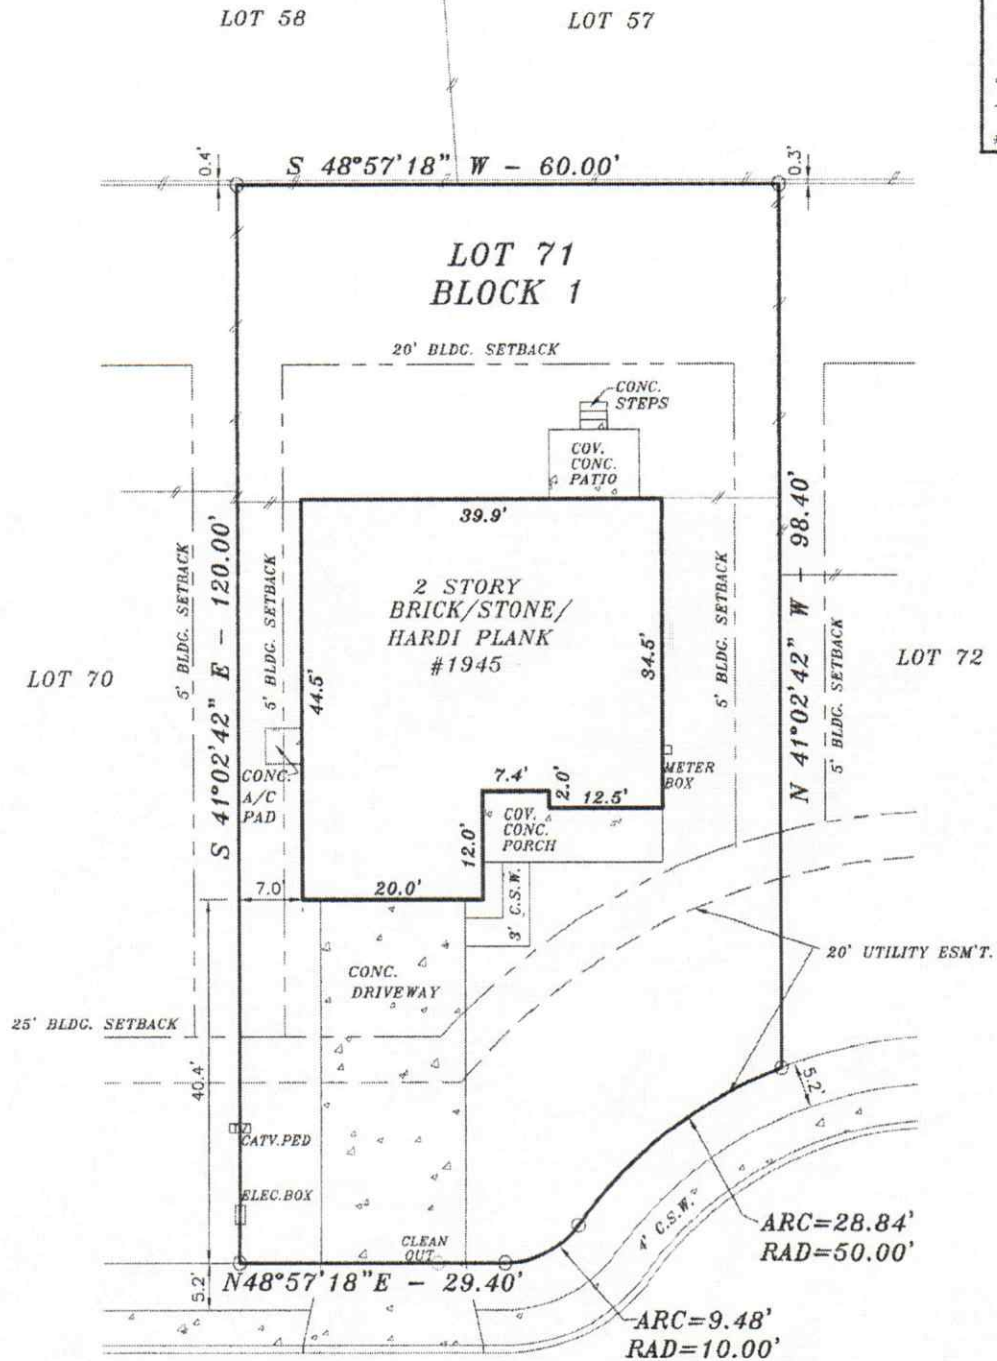 LOT 58
LOT 57
0.4'
S 48°57'18" W - 60.00'
0.3'
LOT 71
BLOCK 1
20' BLDG. SETBACK
CONC.
STEPS
COV.
CONC.
PATIO
39.9'
2 STORY
BRICK/STONE/
HARDI PLANK
#1945
44.5'
34.5'
5' BLDG. SETBACK
S 41°02'42" E - 120.00'
5' BLDG. SETBACK
5' BLDG. SETBACK
N 41°02'42" W - 98.40'
5' BLDG. SETBACK
LOT 70
LOT 72
CONC.
A/C
PAD
METER
BOX
7.4'
2.0'
12.5'
COV.
CONC.
PORCH
12.0'
7.0'
20.0'
3' C.S.W.
CONC.
DRIVEWAY
20' UTILITY ESM'T.
25' BLDG. SETBACK
40.4'
5.2'
CATV.PED
ELEC.BOX
CLEAN
OUT
4' C.S.W.
ARC=28.84'
RAD=50.00'
N48°57'18"E - 29.40'
5.2'
ARC=9.48'
RAD=10.00'